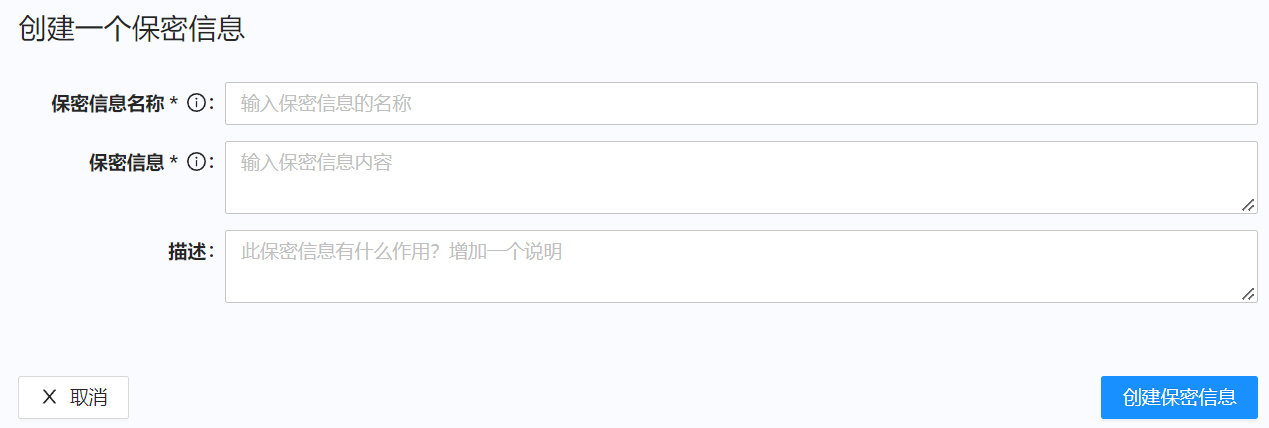 创建一个保密信息
保密信息名称 * ⓘ: 输入保密信息的名称
保密信息 * ⓘ: 输入保密信息内容
描述: 此保密信息有什么作用？增加一个说明
X 取消 创建保密信息